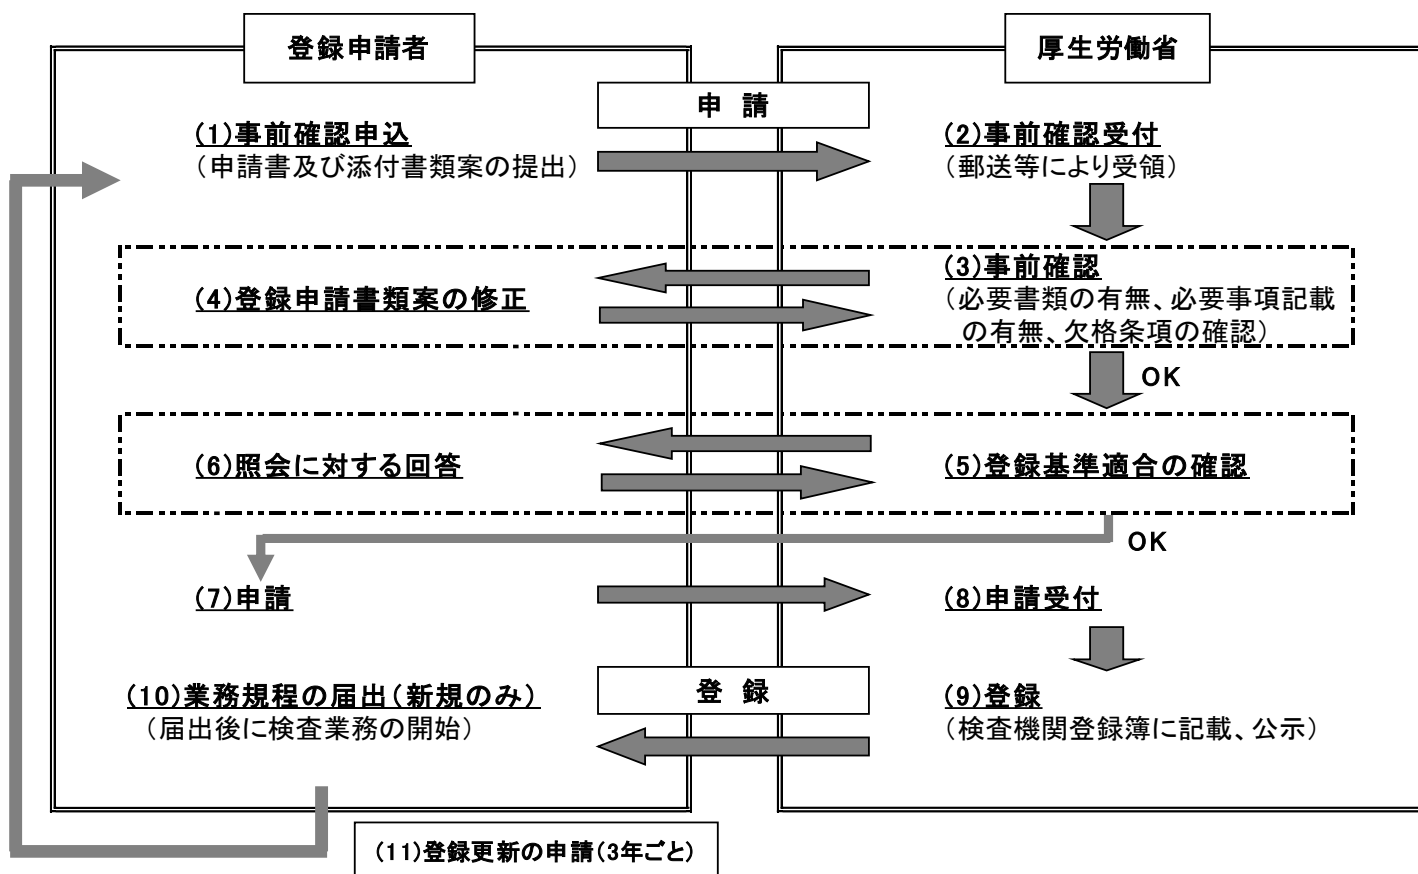 登録申請者
厚生労働省
申 請
(1)事前確認申込
(申請書及び添付書類案の提出)
(2)事前確認受付
(郵送等により受領)
(3)事前確認
(必要書類の有無、必要事項記載
の有無、欠格条項の確認)
(4)登録申請書類案の修正
OK
(6)照会に対する回答
(5)登録基準適合の確認
OK
(7)申請
(8)申請受付
登 録
(10)業務規程の届出(新規のみ)
(届出後に検査業務の開始)
(9)登録
(検査機関登録簿に記載、公示)
(11)登録更新の申請(3年ごと)